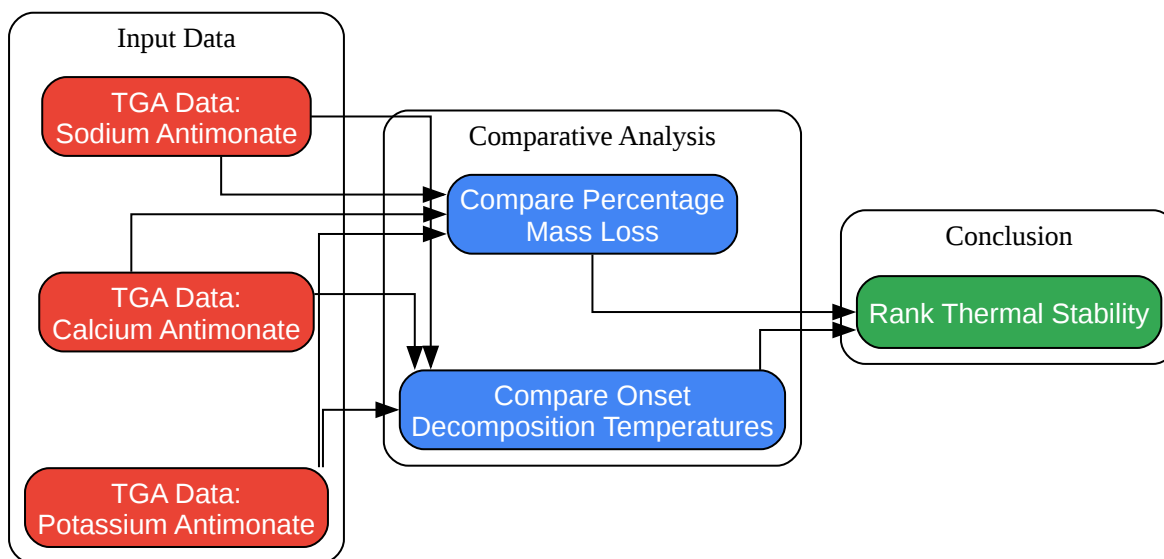 Input Data
TGA Data:
Sodium Antimonate
TGA Data:
Calcium Antimonate
TGA Data:
Potassium Antimonate
Comparative Analysis
Compare Percentage
Mass Loss
Compare Onset
Decomposition Temperatures
Conclusion
Rank Thermal Stability